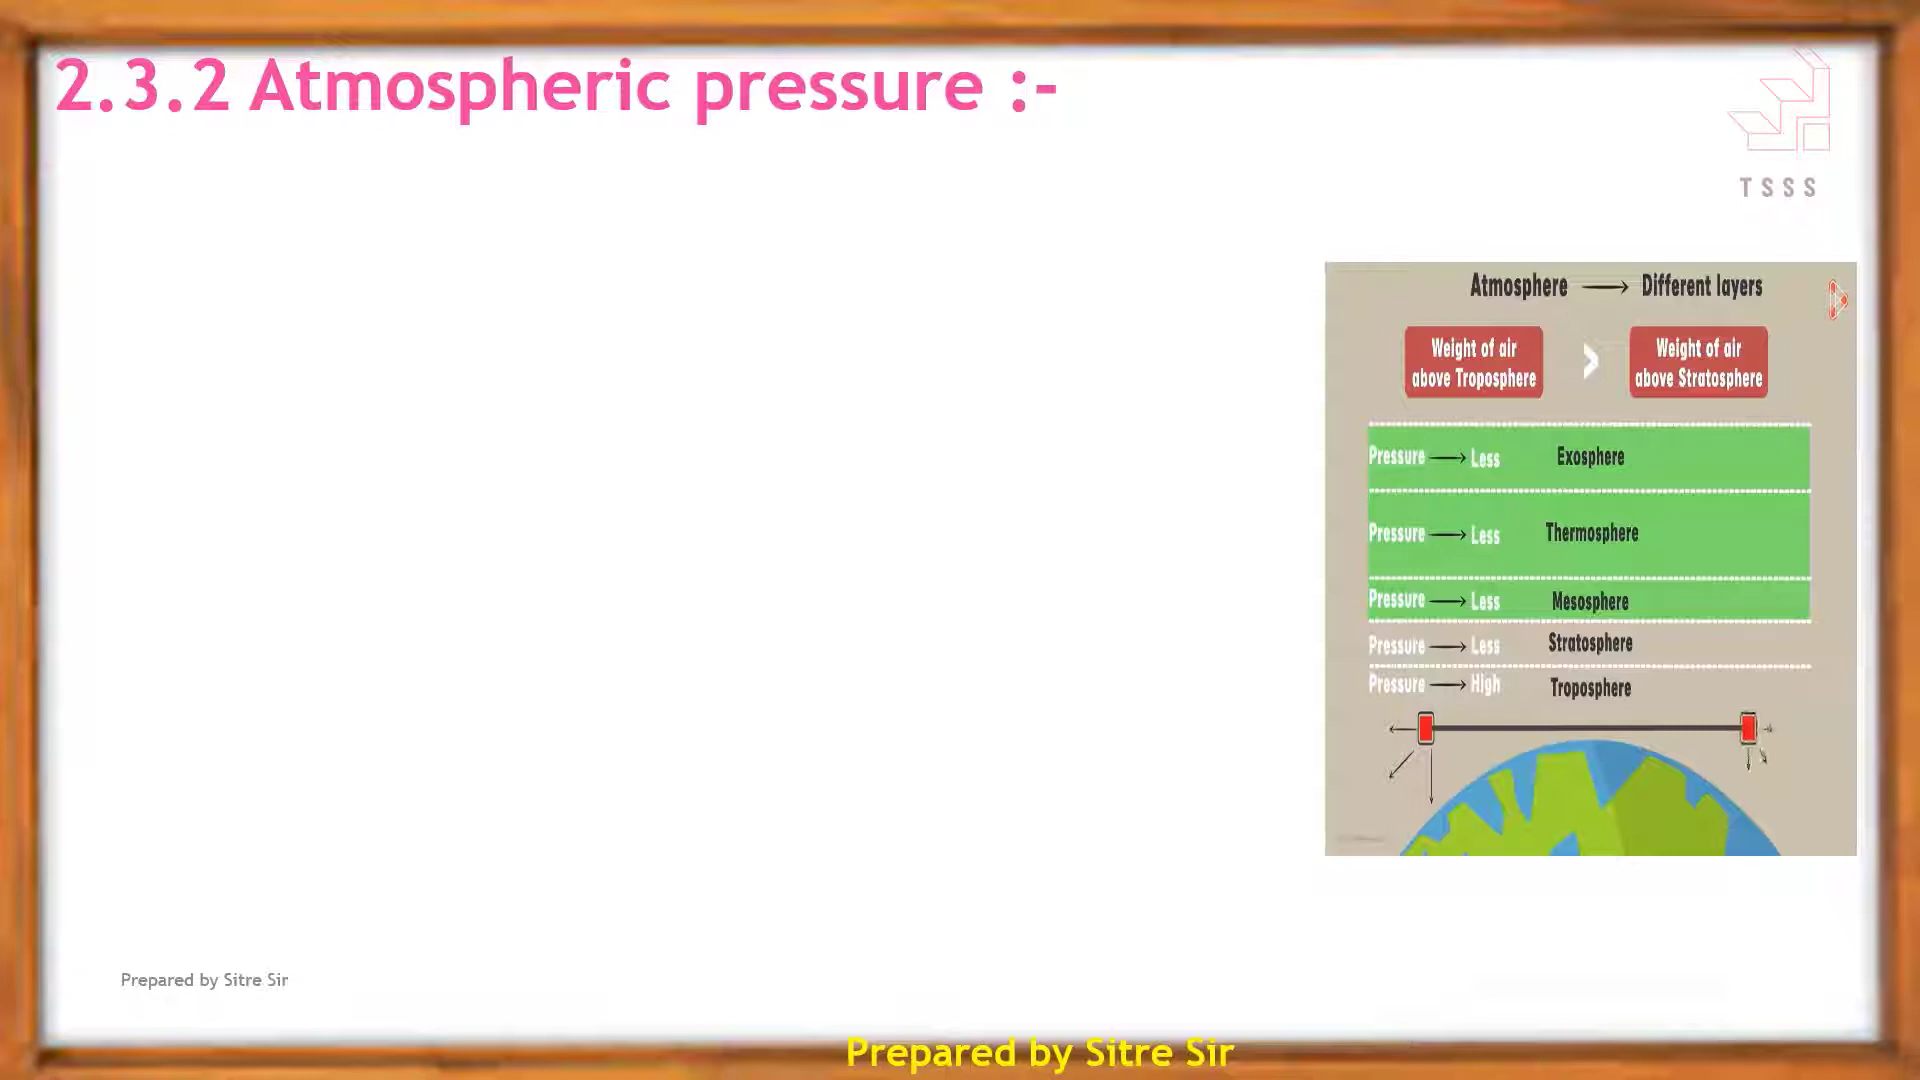 2.3.2 Atmospheric pressure :-
TSSS
Atmosphere → Different layers
Weight of air
above Troposphere
>
Weight of air
above Stratosphere
Pressure → Less Exosphere
Pressure → Less Thermosphere
Pressure → Less Mesosphere
Pressure → Less Stratosphere
Pressure → High Troposphere
Prepared by Sitre Sir
Prepared by Sitre Sir